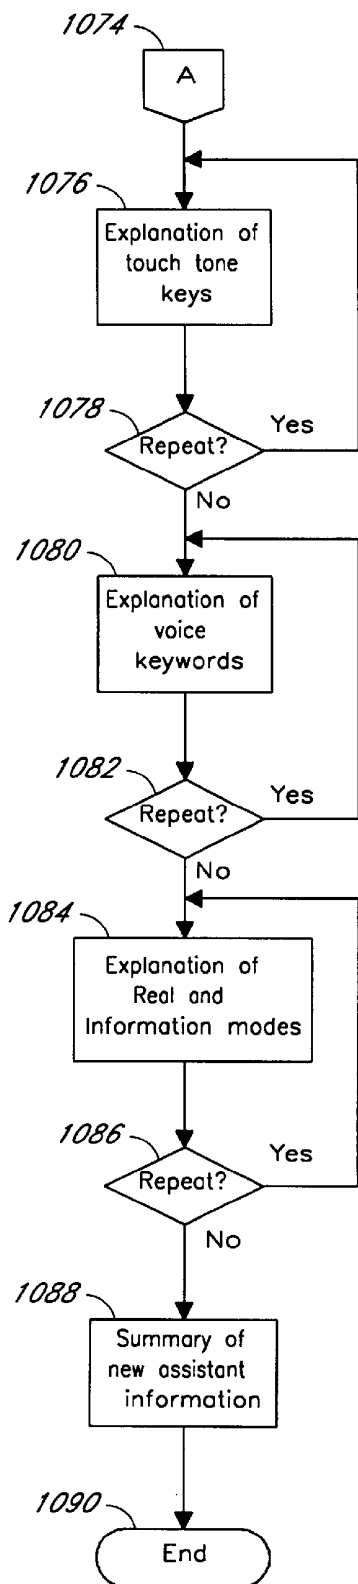 1074
A
1076
Explanation of
touch tone
keys
1078
Repeat?
Yes
No
1080
Explanation of
voice
keywords
1082
Repeat?
Yes
No
1084
Explanation of
Real and
Information modes
1086
Repeat?
Yes
No
1088
Summary of
new assistant
information
1090
End